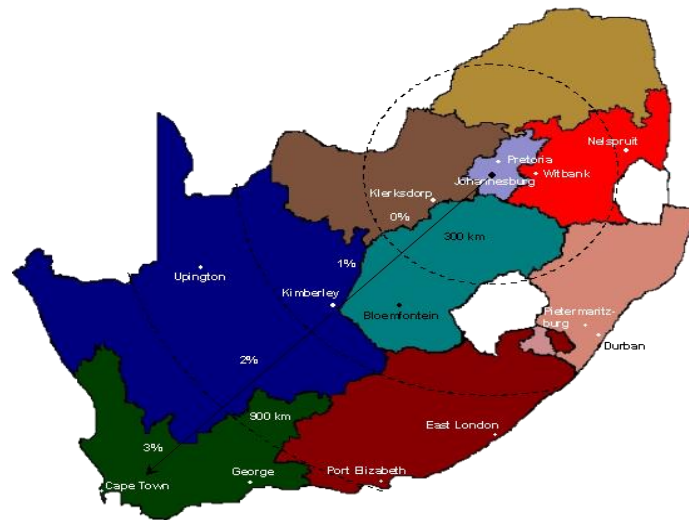 Nelspruit
Pretoria
Witbank
Johannesburg
Klerksdorp
0%
300 km
1%
Upington
Kimberley
Bloemfontein
Pietermaritz-
burg
Durban
2%
900 km
East London
3%
George
Port Elizabeth
Cape Town